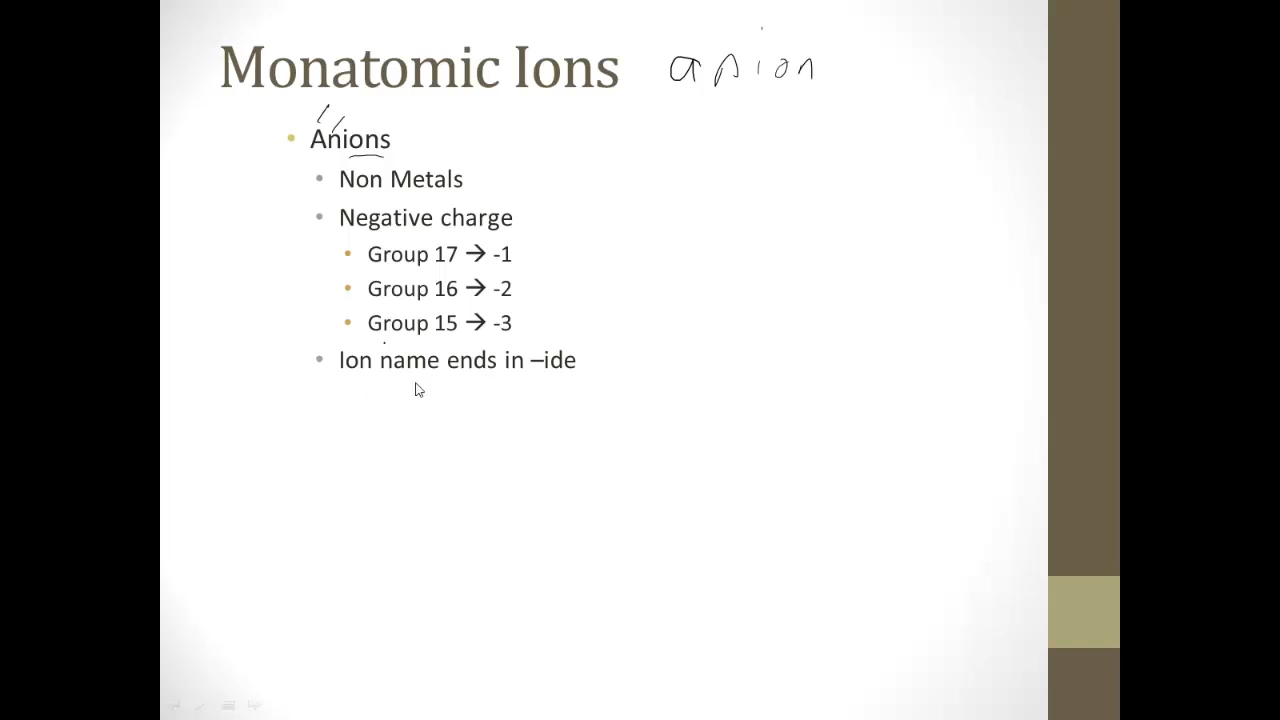 Monatomic Ions anion
• Anions
• Non Metals
• Negative charge
• Group 17 → -1
• Group 16 → -2
• Group 15 → -3
• Ion name ends in –ide